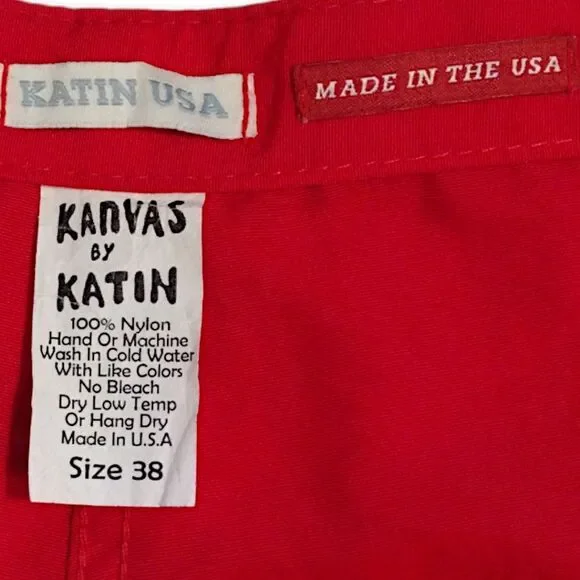 KATIN USA
MADE IN THE USA
KANVAS
BY
KATIN
100% Nylon
Hand Or Machine
Wash In Cold Water
With Like Colors
No Bleach
Dry Low Temp
Or Hang Dry
Made In U.S.A
Size 38